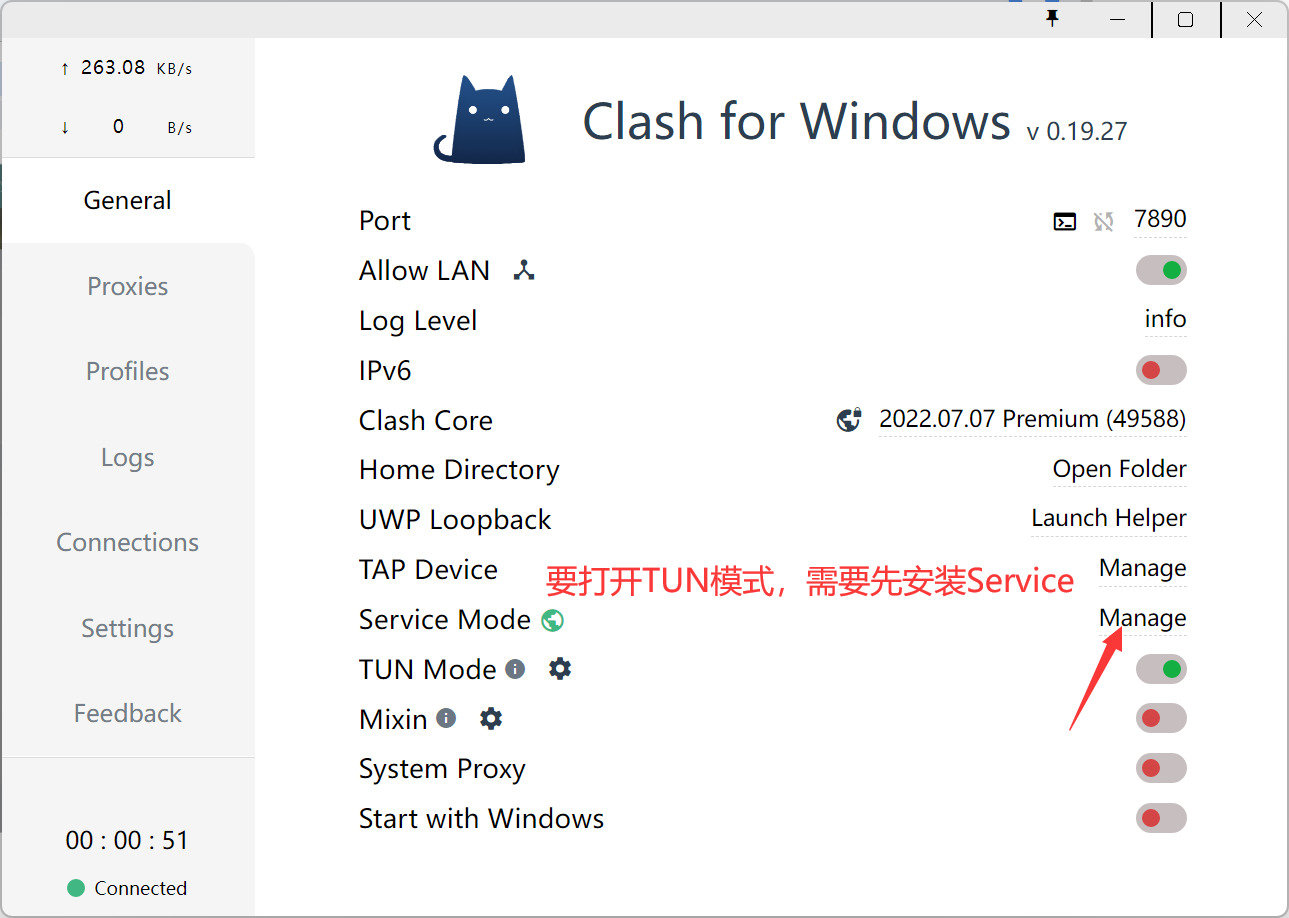 ↑ 263.08 KB/s
↓ 0 B/s
General
Proxies
Profiles
Logs
Connections
Settings
Feedback
00 : 00 : 51
Connected
Clash for Windows v 0.19.27
Port 7890
Allow LAN
Log Level info
IPv6
Clash Core 2022.07.07 Premium (49588)
Home Directory Open Folder
UWP Loopback Launch Helper
TAP Device Manage
要打开TUN模式，需要先安装Service
Service Mode Manage
TUN Mode
Mixin
System Proxy
Start with Windows